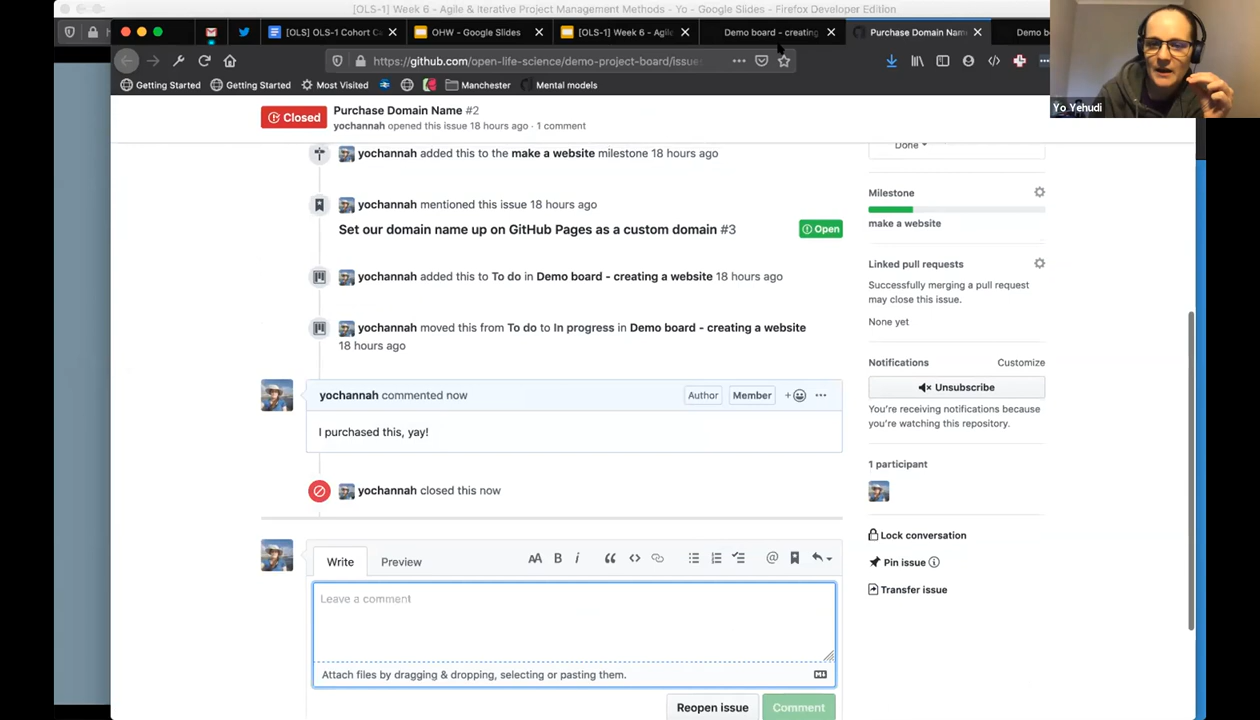 [OLS-1] Week 6 - Agile & Iterative Project Management Methods - Yo - Google Slides - Firefox Developer Edition
[OLS] OLS-1 Cohort C
OHW - Google Slides
[OLS-1] Week 6 - Agile
Demo board - creating
Purchase Domain Name
Demo bo
https://github.com/open-life-science/demo-project-board/issues
Getting Started
Getting Started
Most Visited
Manchester
Mental models
Yo Yehudi
Closed
Purchase Domain Name #2
yochannah opened this issue 18 hours ago · 1 comment
yochannah added this to the make a website milestone 18 hours ago
yochannah mentioned this issue 18 hours ago
Set our domain name up on GitHub Pages as a custom domain #3
Open
yochannah added this to To do in Demo board - creating a website 18 hours ago
yochannah moved this from To do to In progress in Demo board - creating a website
18 hours ago
yochannah commented now
Author
Member
I purchased this, yay!
yochannah closed this now
Write
Preview
Leave a comment
Attach files by dragging & dropping, selecting or pasting them.
Reopen issue
Comment
Done
Milestone
make a website
Linked pull requests
Successfully merging a pull request
may close this issue.
None yet
Notifications
Customize
Unsubscribe
You're receiving notifications because
you're watching this repository.
1 participant
Lock conversation
Pin issue
Transfer issue